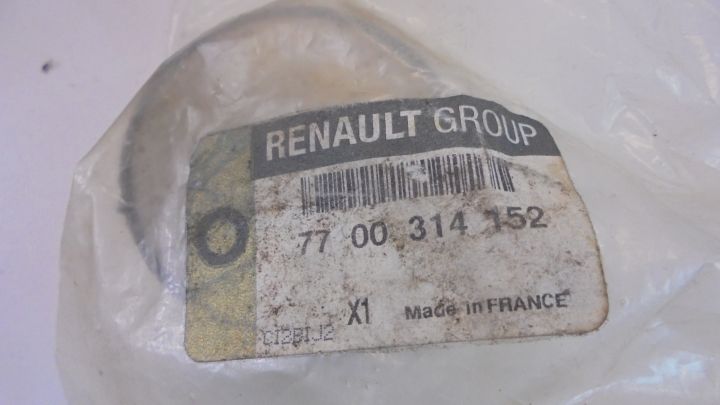 RENAULT GROUP
O
77 00 314 152
X1 Made in FRANCE
CI2BIJ2